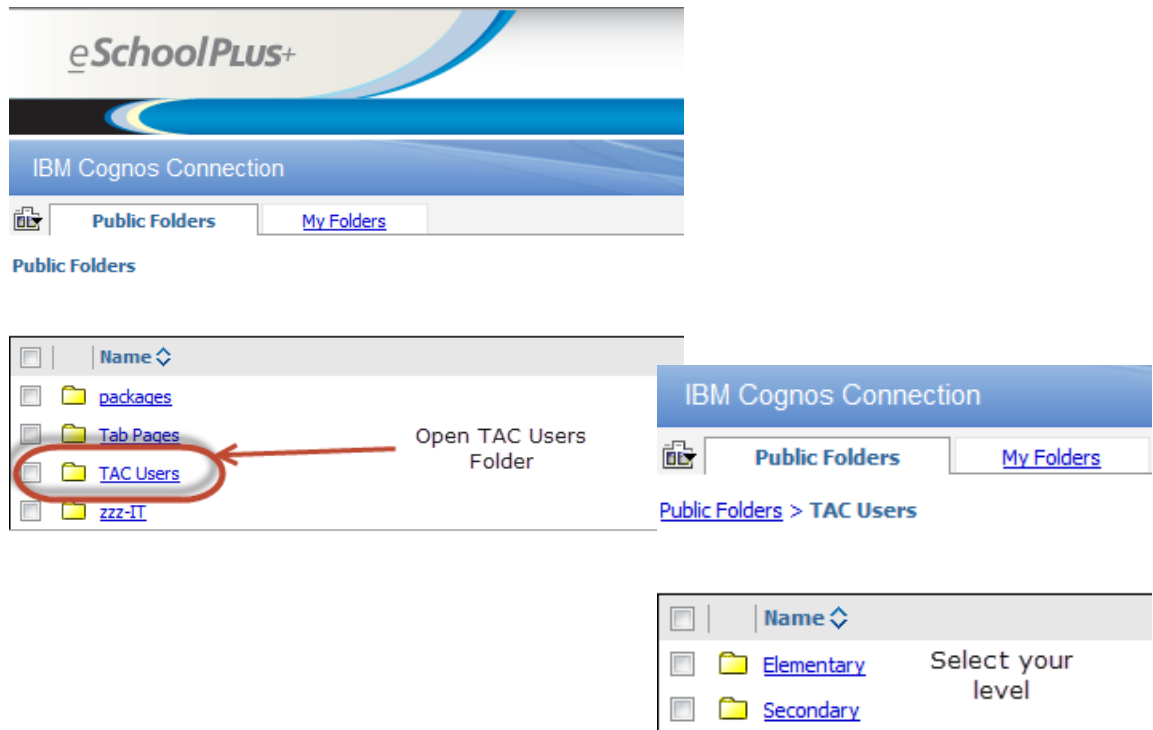 eSchoolPLUS+
IBM Cognos Connection
Public Folders My Folders
Public Folders
Name
packages
Tab Pages
TAC Users
zzz-IT
Open TAC Users
Folder
IBM Cognos Connection
Public Folders My Folders
Public Folders > TAC Users
Name
Elementary
Secondary
Select your
level